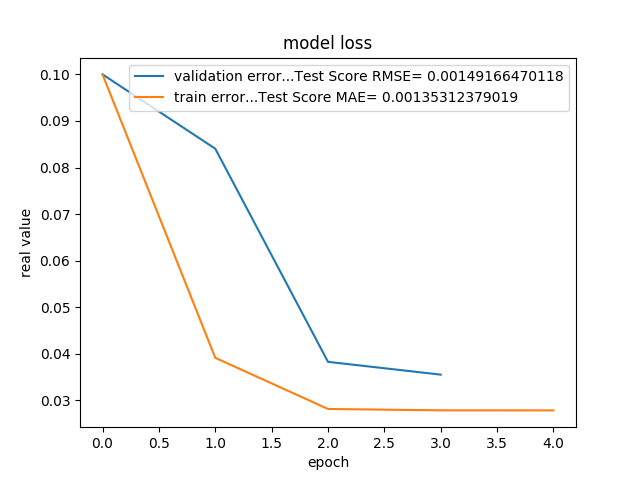 model loss
validation error...Test Score RMSE= 0.00149166470118
train error...Test Score MAE= 0.00135312379019
real value
0.10
0.09
0.08
0.07
0.06
0.05
0.04
0.03
0.0 0.5 1.0 1.5 2.0 2.5 3.0 3.5 4.0
epoch